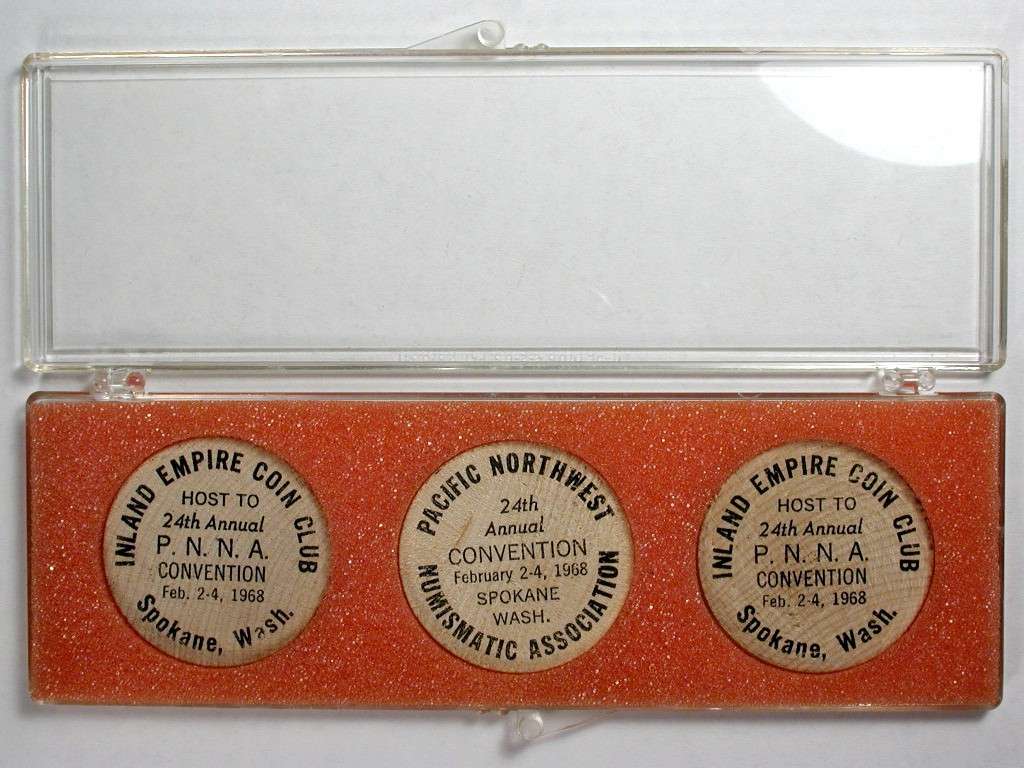 INLAND EMPIRE COIN CLUB
HOST TO
24th Annual
P. N. N. A.
CONVENTION
Feb. 2-4, 1968
Spokane, Wash.
PACIFIC NORTHWEST
24th
Annual
CONVENTION
February 2-4, 1968
SPOKANE
WASH.
NUMISMATIC ASSOCIATION
INLAND EMPIRE COIN CLUB
HOST TO
24th Annual
P. N. N. A.
CONVENTION
Feb. 2-4, 1968
Spokane, Wash.